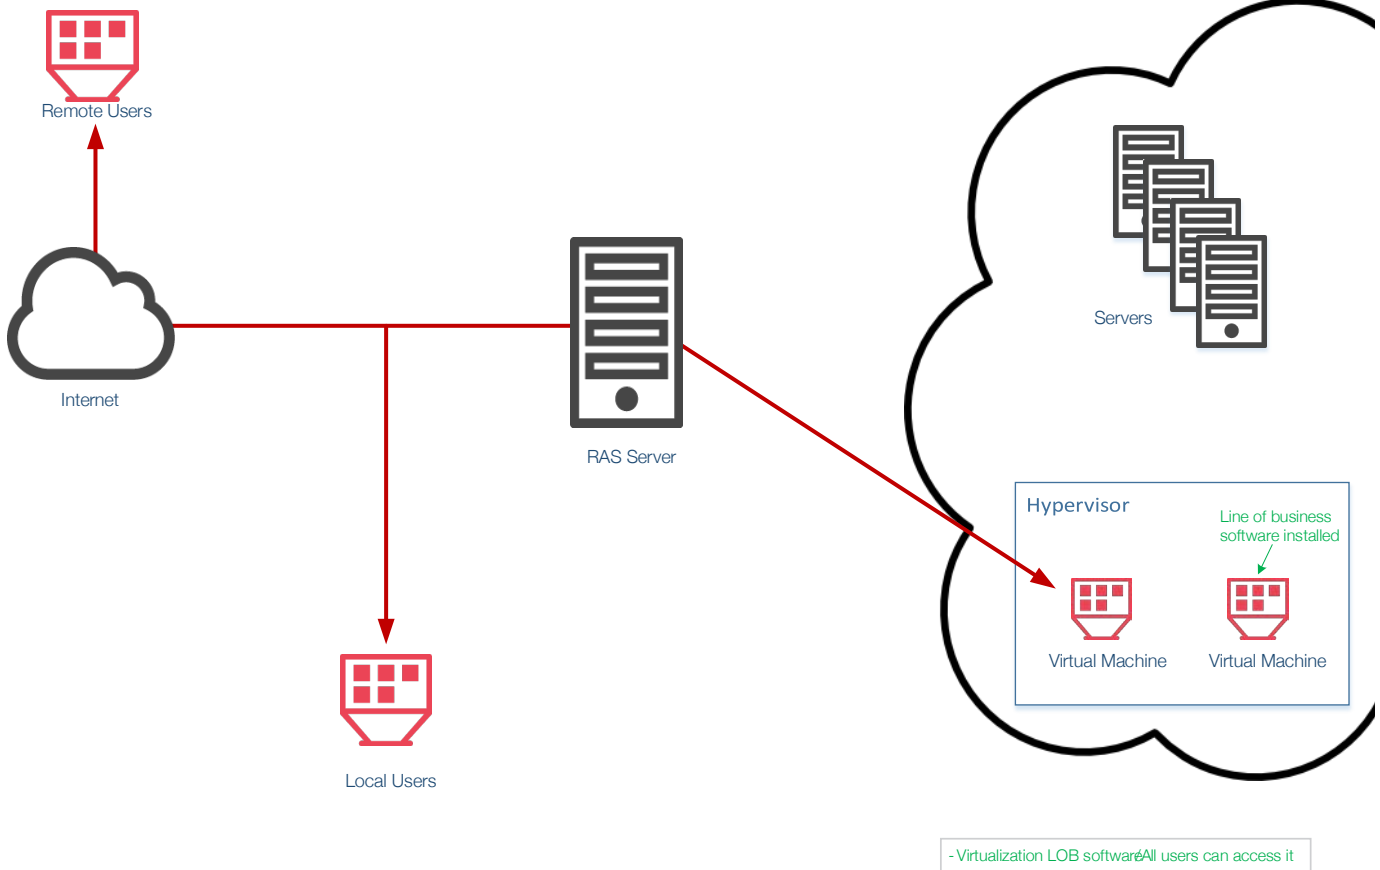 Remote Users
Internet
RAS Server
Local Users
Servers
Hypervisor
Line of business
software installed
Virtual Machine
Virtual Machine
- Virtualization LOB software/All users can access it